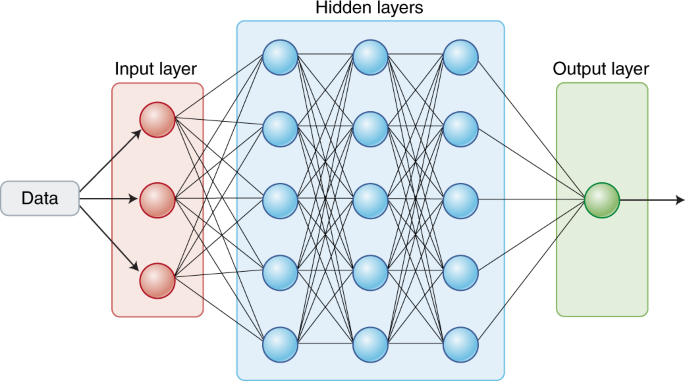 Hidden layers
Input layer
Output layer
Data